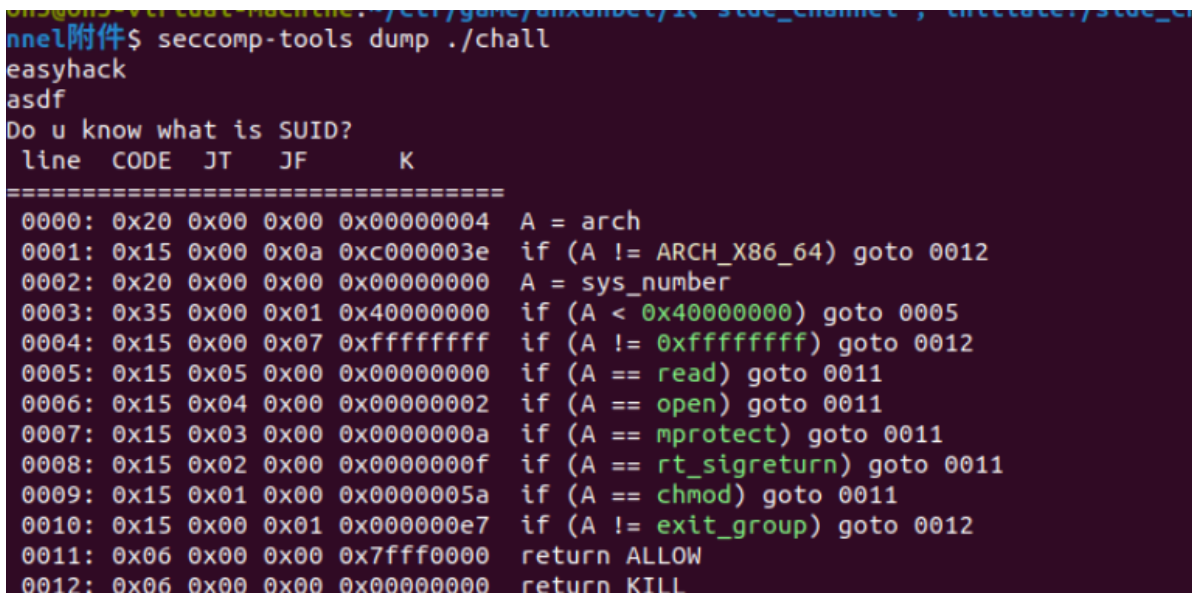 nnel附件$ seccomp-tools dump ./chall
easyhack
asdf
Do u know what is SUID?
line CODE JT JF K
=================================
0000: 0x20 0x00 0x00 0x00000004 A = arch
0001: 0x15 0x00 0x0a 0xc000003e if (A != ARCH_X86_64) goto 0012
0002: 0x20 0x00 0x00 0x00000000 A = sys_number
0003: 0x35 0x00 0x01 0x40000000 if (A < 0x40000000) goto 0005
0004: 0x15 0x00 0x07 0xffffffff if (A != 0xffffffff) goto 0012
0005: 0x15 0x05 0x00 0x00000000 if (A == read) goto 0011
0006: 0x15 0x04 0x00 0x00000002 if (A == open) goto 0011
0007: 0x15 0x03 0x00 0x0000000a if (A == mprotect) goto 0011
0008: 0x15 0x02 0x00 0x0000000f if (A == rt_sigreturn) goto 0011
0009: 0x15 0x01 0x00 0x0000005a if (A == chmod) goto 0011
0010: 0x15 0x00 0x01 0x000000e7 if (A != exit_group) goto 0012
0011: 0x06 0x00 0x00 0x7fff0000 return ALLOW
0012: 0x06 0x00 0x00 0x00000000 return KILL